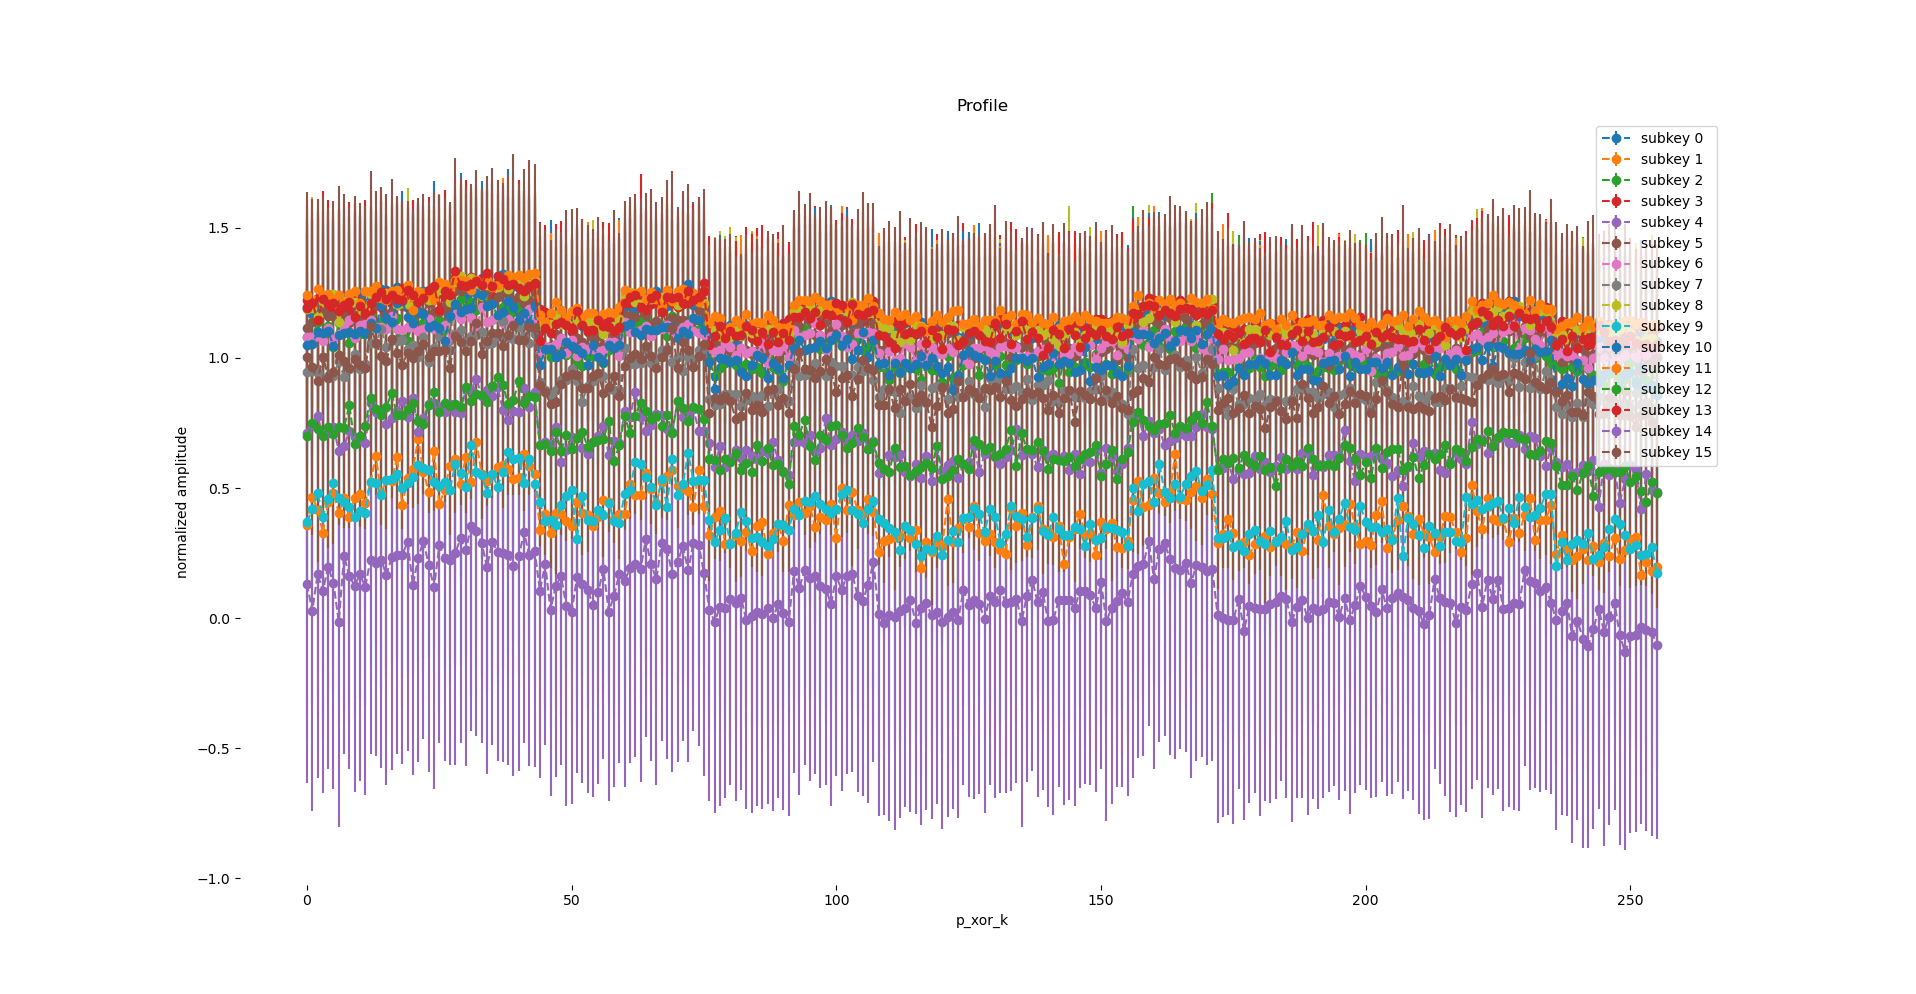 Profile
normalized amplitude
1.5
1.0
0.5
0.0
−0.5
−1.0
0
50
100
150
200
250
p_xor_k
subkey 0
subkey 1
subkey 2
subkey 3
subkey 4
subkey 5
subkey 6
subkey 7
subkey 8
subkey 9
subkey 10
subkey 11
subkey 12
subkey 13
subkey 14
subkey 15